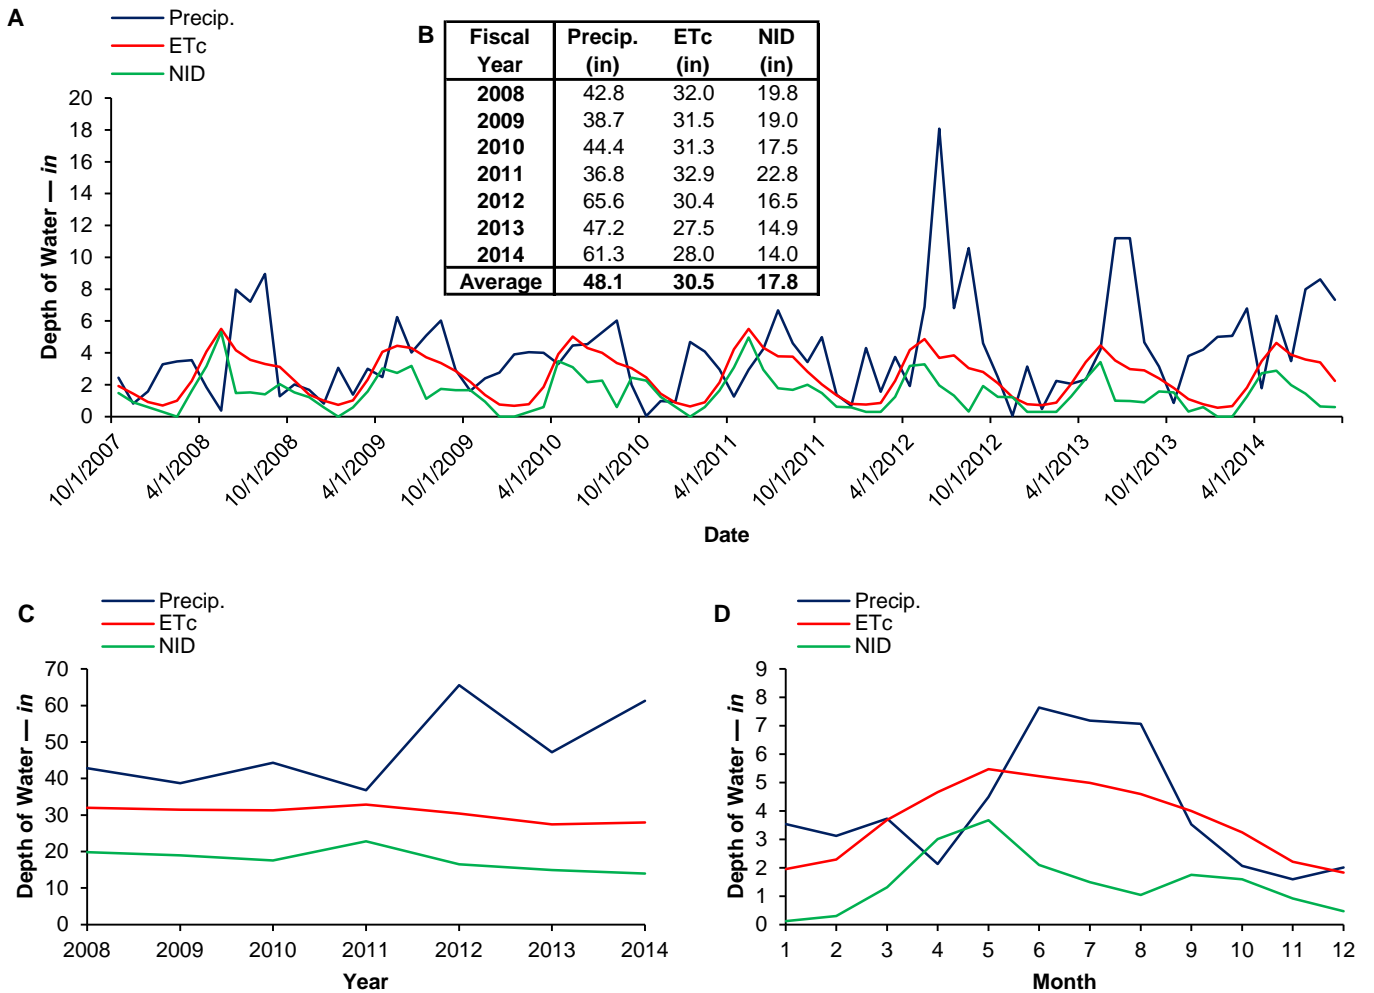 A
Precip.
ETc
NID
B
Fiscal Year Precip. (in) ETc (in) NID (in)
2008 42.8 32.0 19.8
2009 38.7 31.5 19.0
2010 44.4 31.3 17.5
2011 36.8 32.9 22.8
2012 65.6 30.4 16.5
2013 47.2 27.5 14.9
2014 61.3 28.0 14.0
Average 48.1 30.5 17.8
Depth of Water — in
20
18
16
14
12
10
8
6
4
2
0
10/1/2007 4/1/2008 10/1/2008 4/1/2009 10/1/2009 4/1/2010 10/1/2010 4/1/2011 10/1/2011 4/1/2012 10/1/2012 4/1/2013 10/1/2013 4/1/2014
Date
C
Precip.
ETc
NID
Depth of Water — in
70
60
50
40
30
20
10
0
2008 2009 2010 2011 2012 2013 2014
Year
D
Precip.
ETc
NID
Depth of Water — in
9
8
7
6
5
4
3
2
1
0
1 2 3 4 5 6 7 8 9 10 11 12
Month